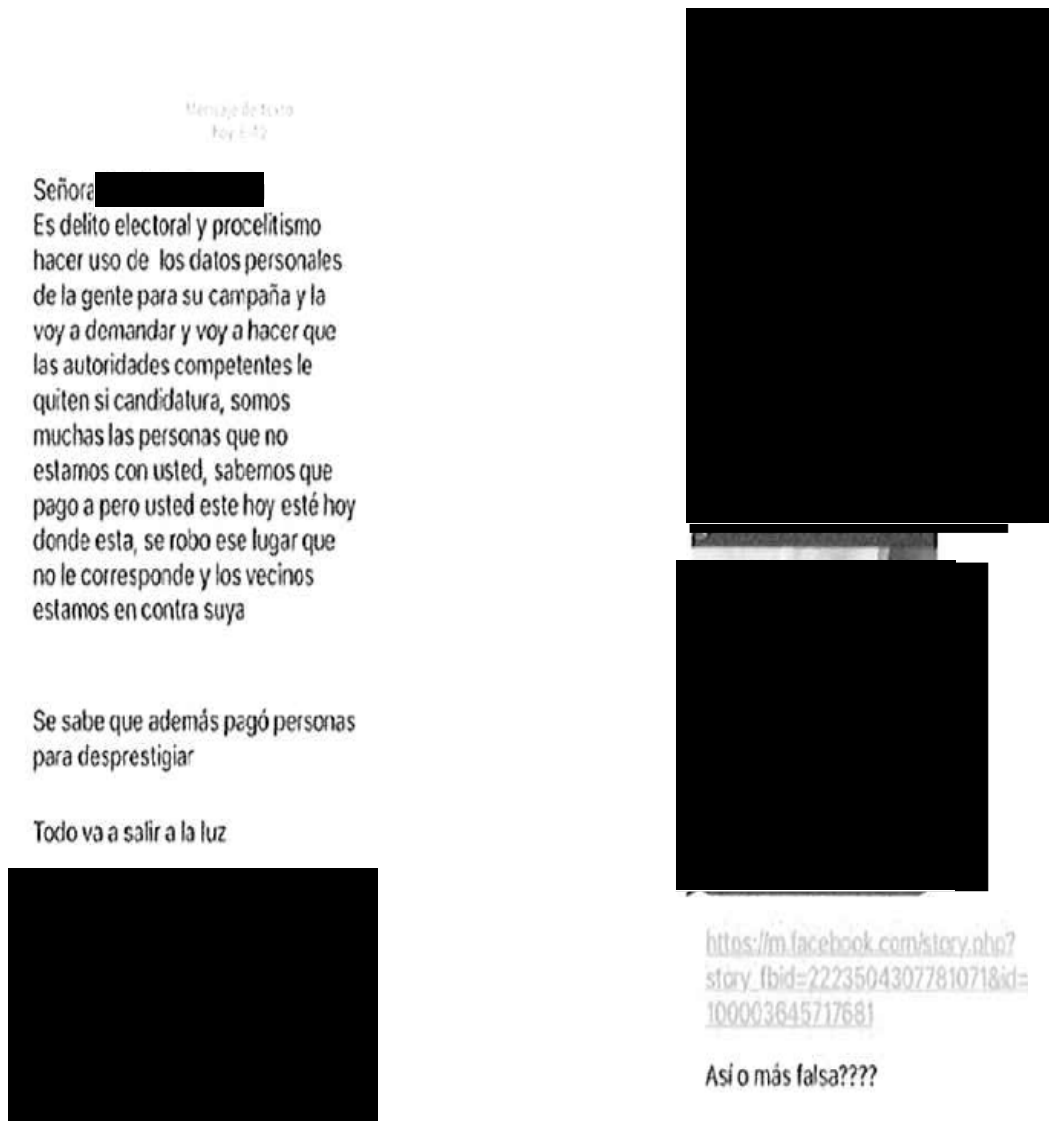 Mensaje de texto
Señora
Es delito electoral y procelitismo
hacer uso de los datos personales
de la gente para su campaña y la
voy a demandar y voy a hacer que
las autoridades competentes le
quiten si candidatura, somos
muchas las personas que no
estamos con usted, sabemos que
pago a pero usted este hoy esté hoy
donde esta, se robo ese lugar que
no le corresponde y los vecinos
estamos en contra suya
Se sabe que además pagó personas
para desprestigiar
Todo va a salir a la luz
https://m.facebook.com/story.php?
story_fbid=2223504307781071&id=
100003645717681
Así o más falsa????